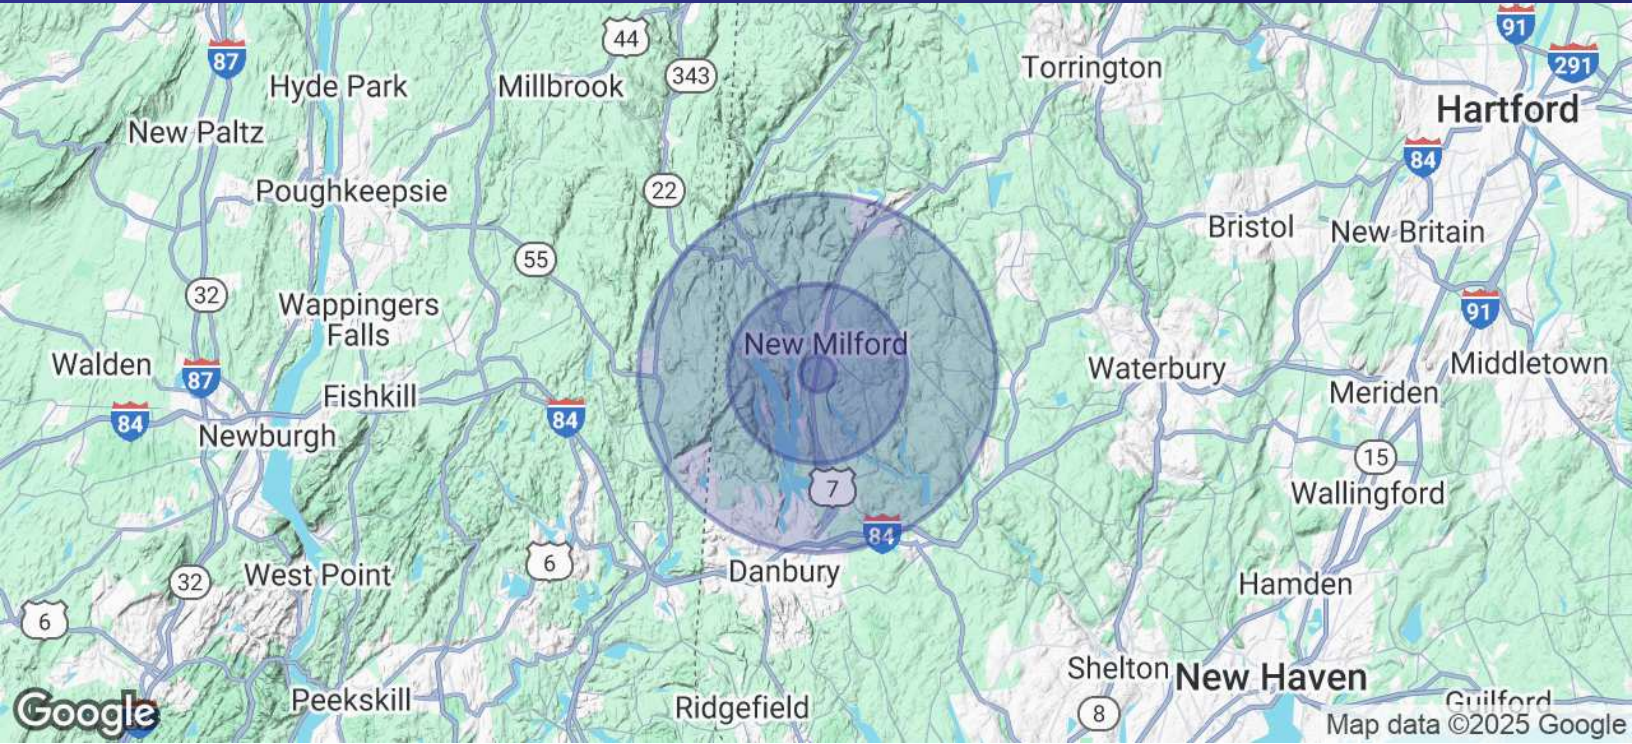 44
91
87
343
291
Torrington
Hyde Park
Millbrook
Hartford
New Paltz
84
Poughkeepsie
22
Bristol
New Britain
55
32
Wappingers
Falls
91
New Milford
Walden
87
Waterbury
Middletown
Fishkill
Meriden
84
84
Newburgh
15
7
Wallingford
84
6
Danbury
32
West Point
Hamden
6
Shelton
New Haven
Peekskill
Ridgefield
Guilford
8
Google
Map data ©2025 Google